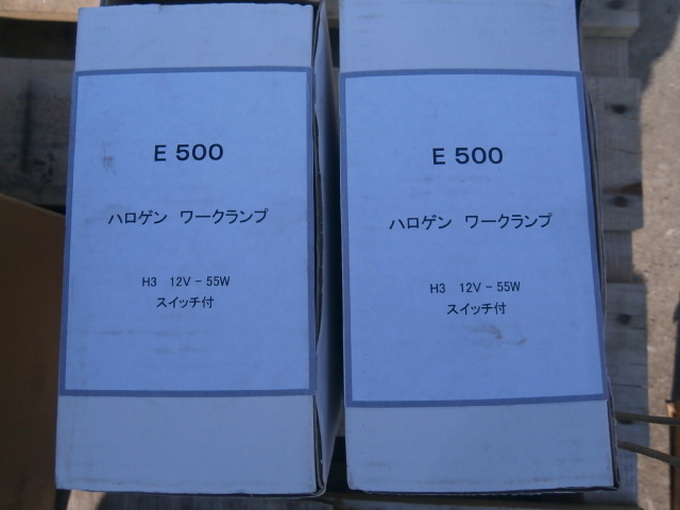 E 500
ハロゲン ワークランプ
H3 12V - 55W
スイッチ付
E 500
ハロゲン ワークランプ
H3 12V - 55W
スイッチ付